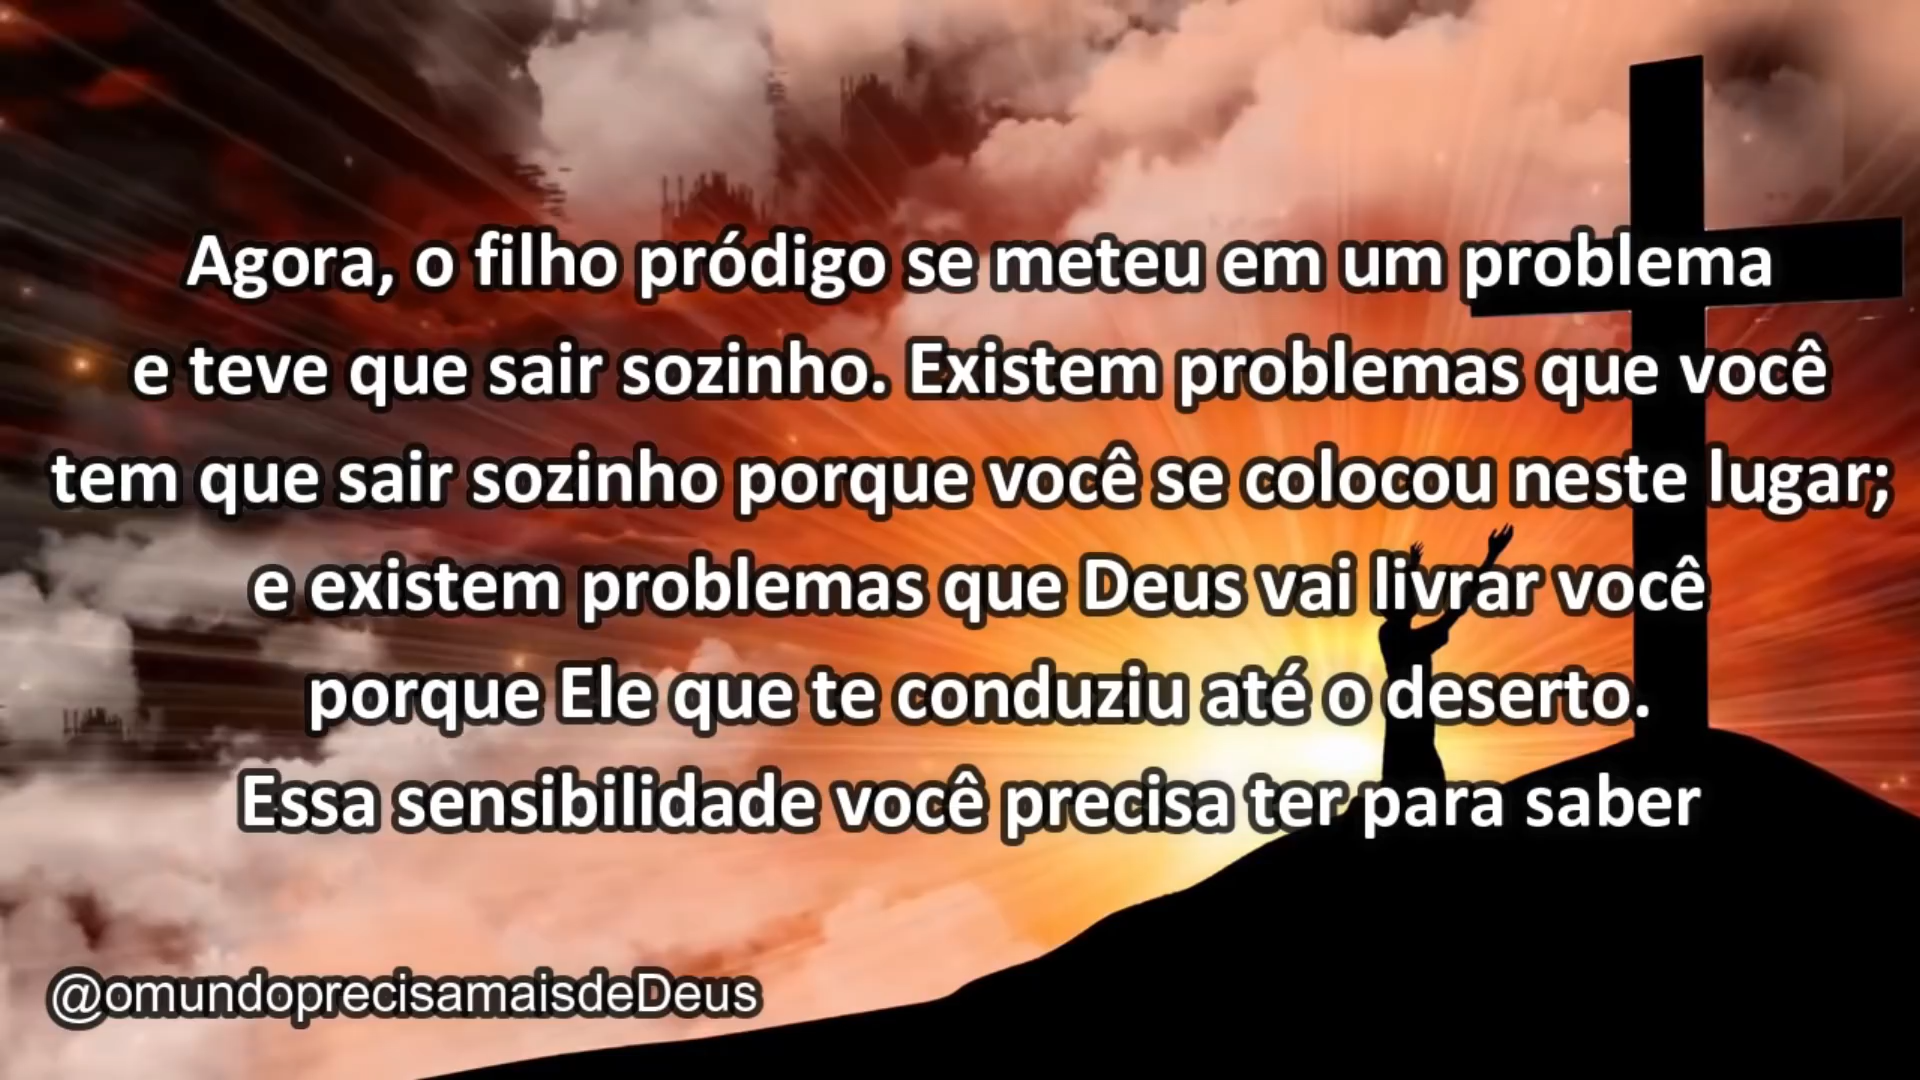 Agora, o filho pródigo se meteu em um problema
e teve que sair sozinho. Existem problemas que você
tem que sair sozinho porque você se colocou neste lugar;
e existem problemas que Deus vai livrar você
porque Ele que te conduziu até o deserto.
Essa sensibilidade você precisa ter para saber
@omundoprecisamaisdeDeus